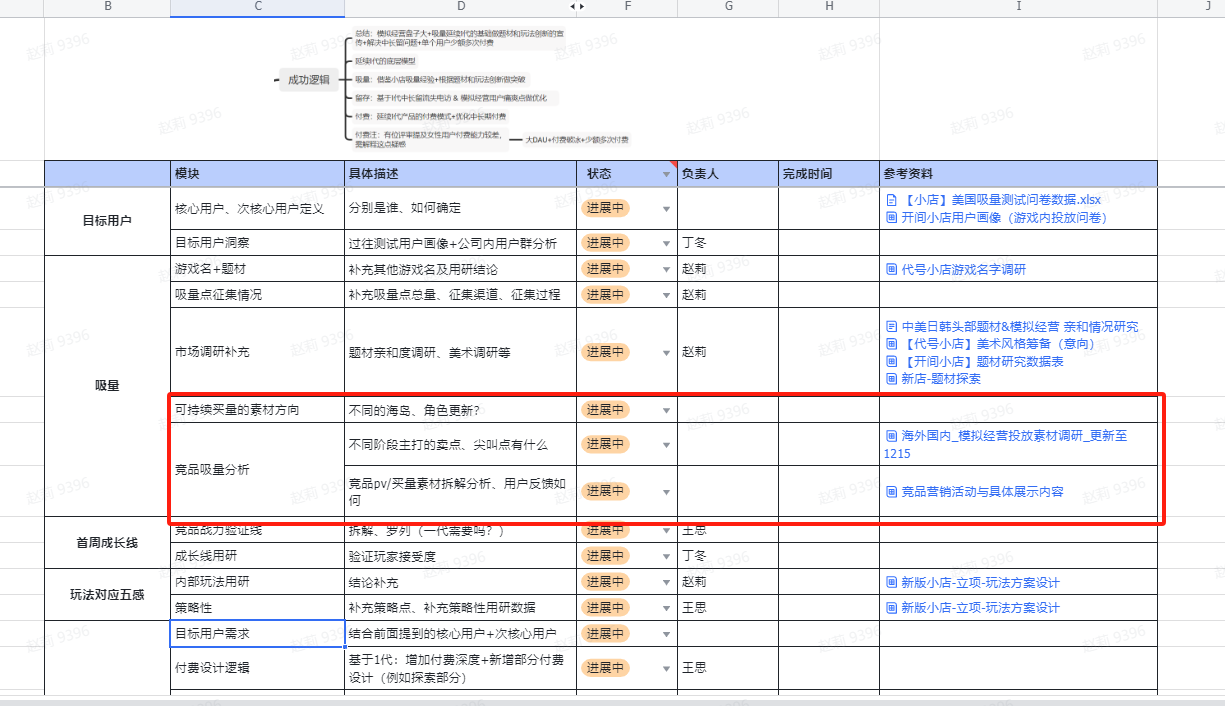 B C D F G H I J
总结：模拟经营盘子大+吸量延续I代的基础做题材和玩法创新的宣
传+解决中长留问题+单个用户少额多次付费
延续I代的底层模型
成功逻辑
吸量：借鉴小店吸量经验+根据题材和玩法创新做突破
留存：基于I代中长留流失电访 & 模拟经营用户痛爽点做优化
付费：延续I代产品的付费模式+优化中长期付费
付费注：有位评审提及女性用户付费能力较差，
需解释这点疑惑
大DAU+付费破冰+少额多次付费
模块 具体描述 状态 负责人 完成时间 参考资料
目标用户
核心用户、次核心用户定义 分别是谁、如何确定 进展中
【小店】美国吸量测试问卷数据.xlsx
开间小店用户画像（游戏内投放问卷）
目标用户洞察 过往测试用户画像+公司内用户群分析 进展中 丁冬
吸量
游戏名+题材 补充其他游戏名及用研结论 进展中 赵莉 代号小店游戏名字调研
吸量点征集情况 补充吸量点总量、征集渠道、征集过程 进展中 赵莉
市场调研补充 题材亲和度调研、美术调研等 进展中 赵莉
中美日韩头部题材&模拟经营 亲和情况研究
【代号小店】美术风格筹备（意向）
【开间小店】题材研究数据表
新店-题材探索
可持续买量的素材方向 不同的海岛、角色更新? 进展中
竞品吸量分析
不同阶段主打的卖点、尖叫点有什么 进展中
海外国内_模拟经营投放素材调研_更新至
1215
竞品pv/买量素材拆解分析、用户反馈如
何
进展中 竞品营销活动与具体展示内容
首周成长线
竞品战力验证线 拆解、罗列（一代需要吗？） 进展中 王思
成长线用研 验证玩家接受度 进展中 丁冬
玩法对应五感
内部玩法用研 结论补充 进展中 赵莉 新版小店-立项-玩法方案设计
策略性 补充策略点、补充策略性用研数据 进展中 王思 新版小店-立项-玩法方案设计
目标用户需求 结合前面提到的核心用户+次核心用户 进展中
付费设计逻辑
基于1代：增加付费深度+新增部分付费
设计（例如探索部分）
进展中 王思
赵莉 9396